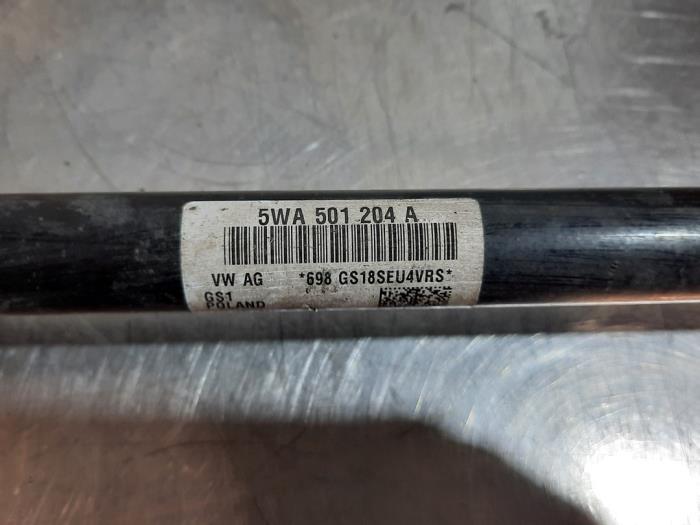 5WA 501 204 A
VW AG *698 GS18SEU4VRS*
GS1
POLAND